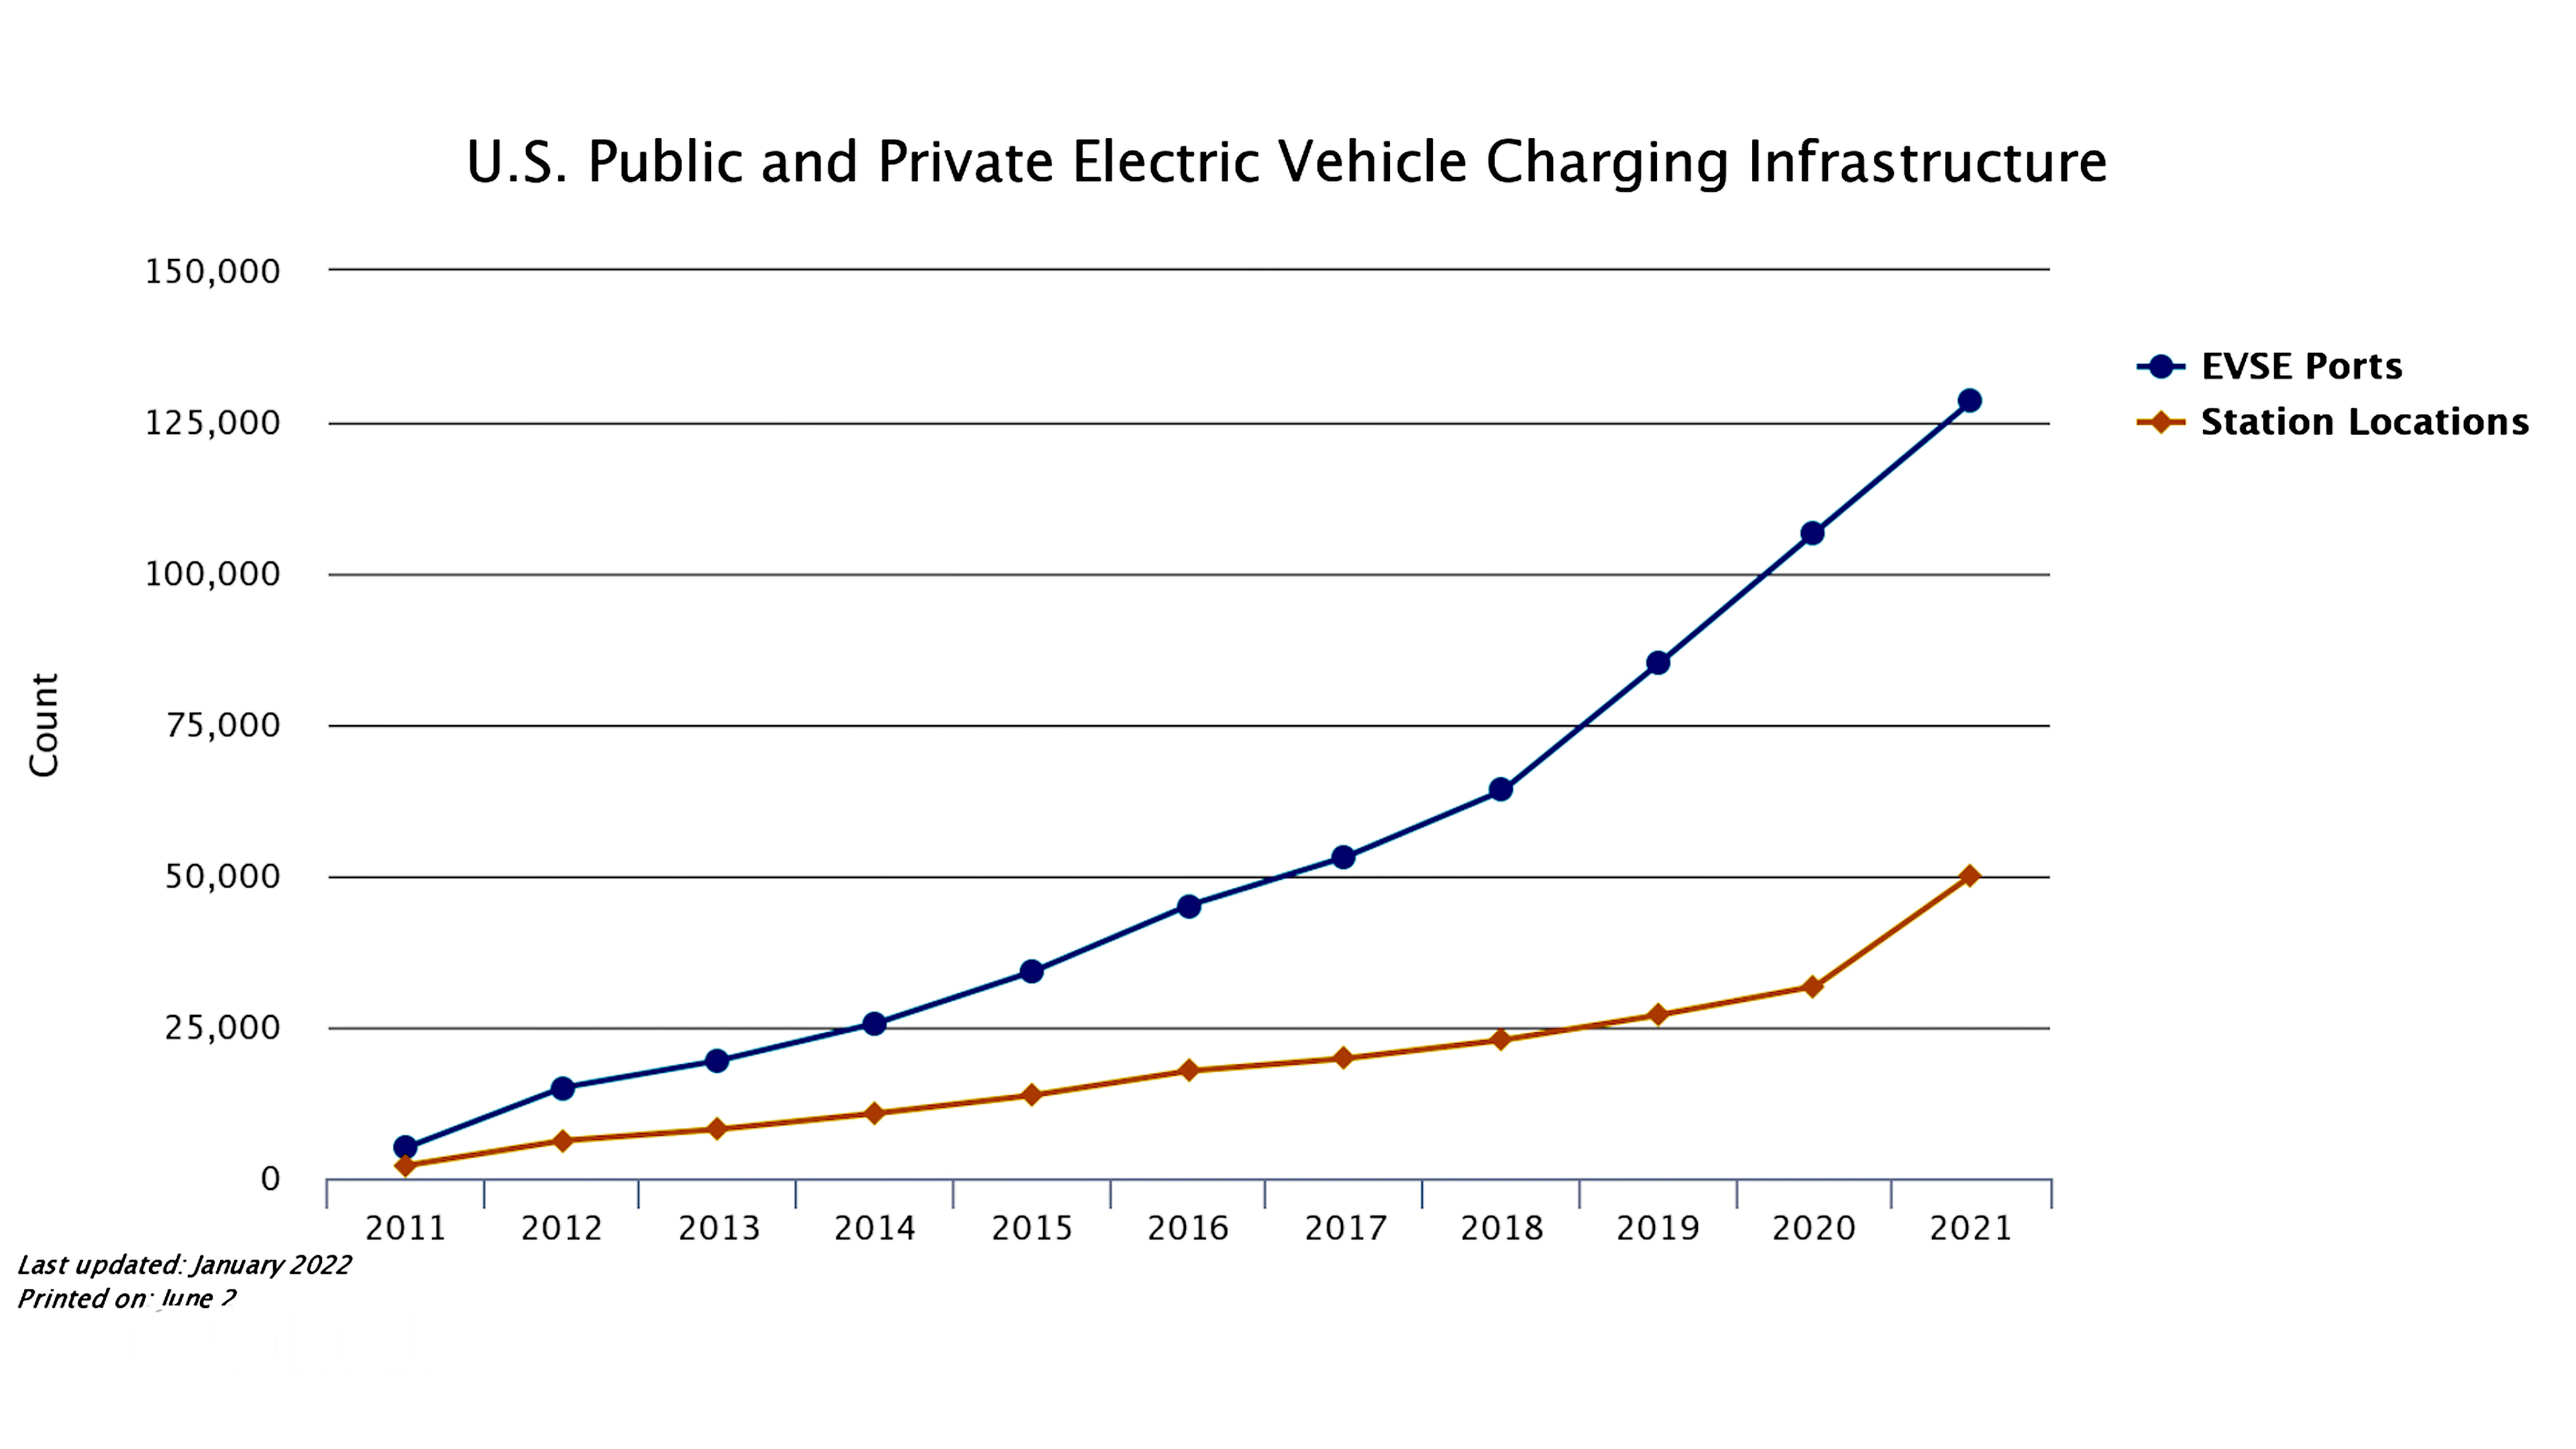 U.S. Public and Private Electric Vehicle Charging Infrastructure
150,000
125,000
100,000
75,000
50,000
25,000
0
Count
EVSE Ports
Station Locations
2011 2012 2013 2014 2015 2016 2017 2018 2019 2020 2021
Last updated: January 2022
Printed on: June 2